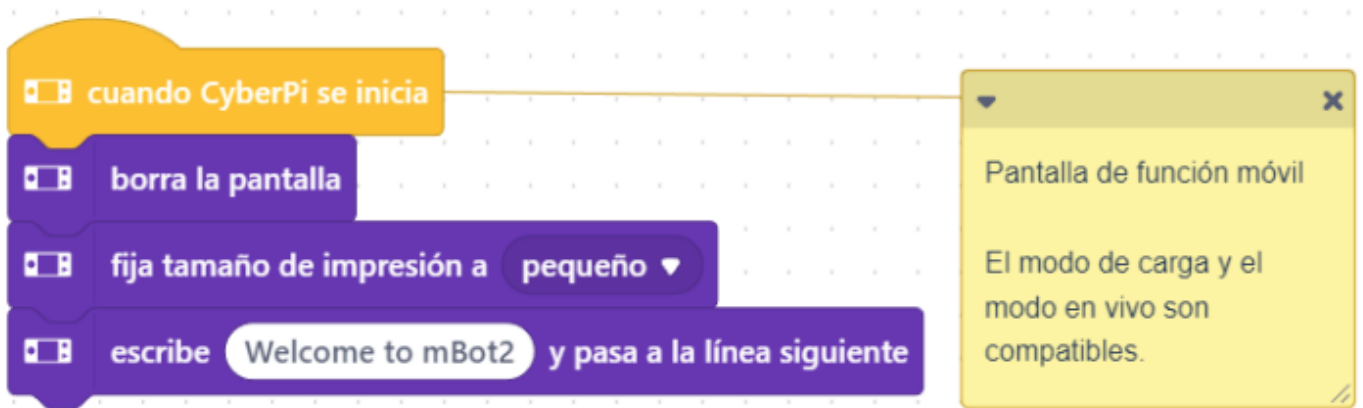 cuando CyberPi se inicia
borra la pantalla
fija tamaño de impresión a pequeño
escribe Welcome to mBot2 y pasa a la línea siguiente
Pantalla de función móvil
El modo de carga y el
modo en vivo son
compatibles.